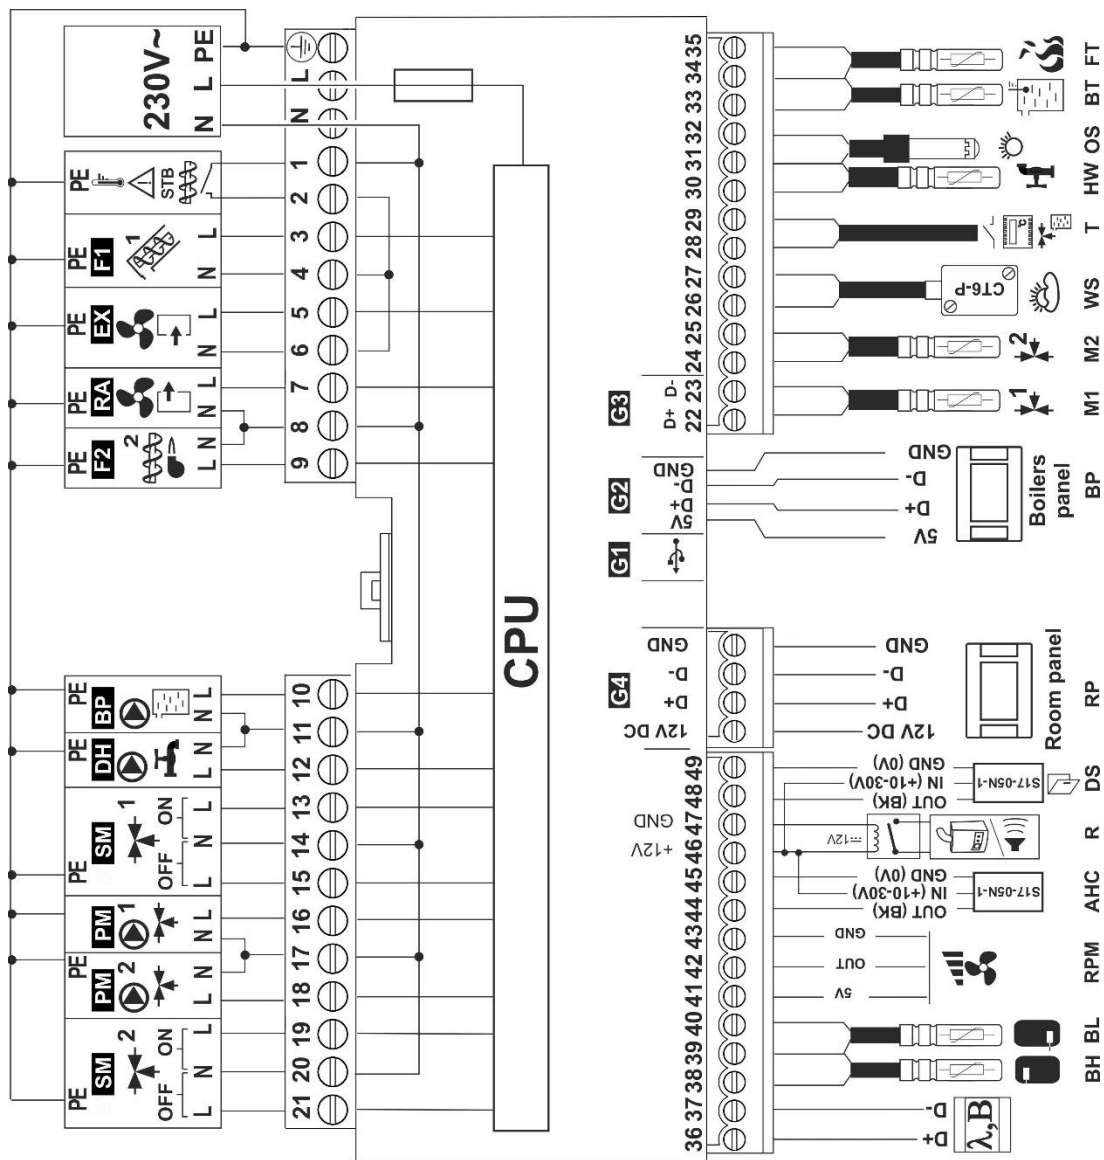 230V~
N L PE
L
N
PE
STB
1
2
PE
F1
1
L
N
3
4
PE
EX
L
N
5
6
PE
RA
L
N
7
8
PE
F2
2
L N
9
PE
BP
L
N
10
11
PE
DH
L N
12
PE
SM
1
OFF ON
L N L
13
14
15
PE
PM
1
N L
16
17
PE
PM
2
L N
18
PE
SM
2
OFF ON
L N L
19
20
21
CPU
35
34
33
32
31
30
29
28
27
26
25
24
23
22
FT
BT
OS
HW
°C
T
CT6-P
WS
2
M2
1
M1
G3
D+ D-
G2
GND
D-
D+
5V
G1
GND
D-
D+
5V
Boilers panel
BP
G4
GND
D-
D+
12V DC
GND
D-
D+
12V DC
Room panel
RP
49
48
47
46
45
44
43
42
41
40
39
38
37
36
GND
+12V
GND (0V)
IN (+10-30V)
OUT (BK)
S17-05N-1
DS
12V
R
GND (0V)
IN (+10-30V)
OUT (BK)
S17-05N-1
AHC
GND
OUT
5V
RPM
BL
BH
D-
D+
λ,B